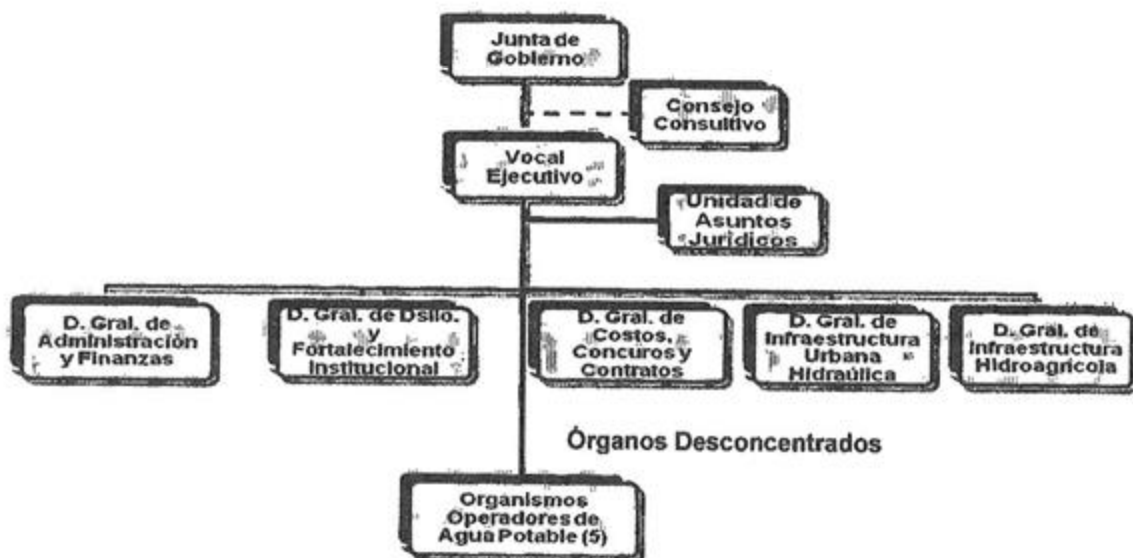 Junta de
Gobierno
Consejo
Consultivo
Vocal
Ejecutivo
Unidad de
Asuntos
Jurídicos
D. Gral. de
Administración
y Finanzas
D. Gral. de Dsllo.
y
Fortalecimiento
Institucional
D. Gral. de
Costos,
Concuros y
Contratos
D. Gral. de
Infraestructura
Urbana
Hidraúlica
D. Gral. de
Infraestructura
Hidroagrícola
Órganos Desconcentrados
Organismos
Operadores de
Agua Potable (5)